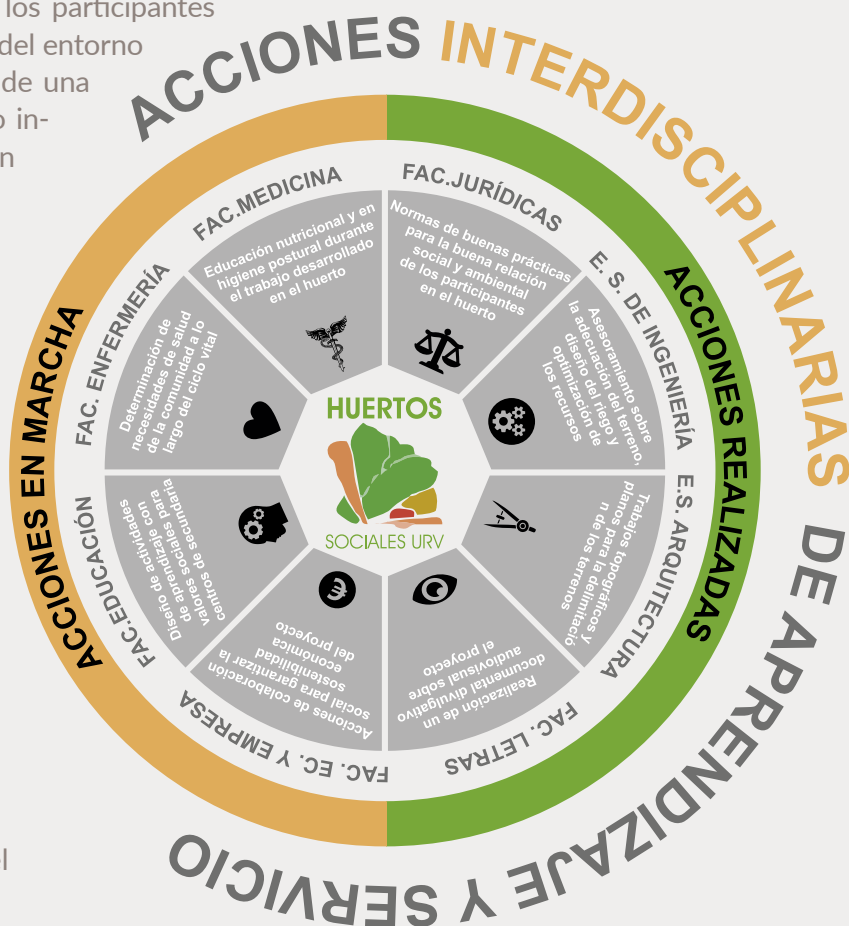 los participantes
del entorno
de una
o in-
n
el
ACCIONES INTERDISCIPLINARIAS DE APRENDIZAJE Y SERVICIO
ACCIONES REALIZADAS
FAC.JURÍDICAS
Normas de buenas prácticas
para la buena relación
social y ambiental
de los participantes
en el huerto
E. S. DE INGENIERÍA
Asesoramiento sobre
la adecuación del terreno,
diseño del riego y
optimización de
los recursos
E.S. ARQUITECTURA
Trabajos topográficos y
planos para la delimitació
n de los terrenos
FAC. LETRAS
Realización de un
documental divulgativo
audiovisual sobre
el proyecto
ACCIONES EN MARCHA
FAC. EC. Y EMPRESA
Acciones de colaboración
social para garantizar la
sostenibilidad
económica
del proyecto
FAC.EDUCACIÓN
Diseño de actividades
de aprendizaje con
valores sociales para
centros de secundaria
FAC. ENFERMERÍA
Determinación de
necesidades de salud
de la comunidad a lo
largo del ciclo vital
FAC.MEDICINA
Educación nutricional y en
higiene postural durante
el trabajo desarrollado
en el huerto
HUERTOS
SOCIALES URV